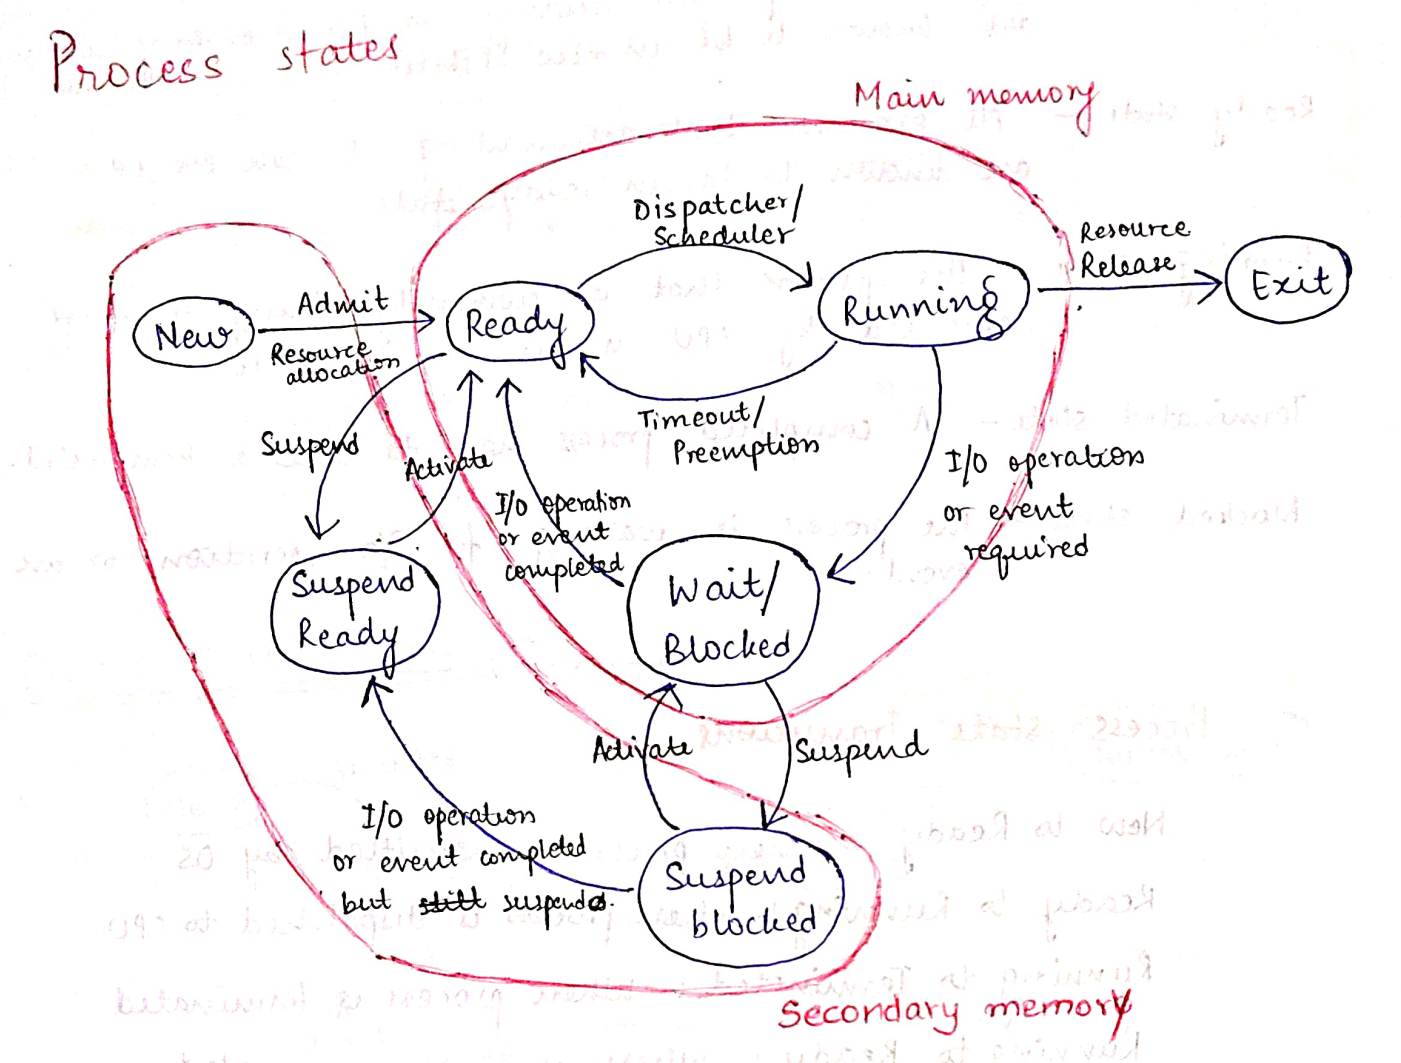 Process states
Main memory
Dispatcher/
Scheduler
Resource
Release
New
Admit
Resource
allocation
Ready
Running
Exit
Timeout/
Preemption
Suspend
Activate
I/O operation
or event
completed
I/O operation
or event
required
Suspend
Ready
Wait/
Blocked
Activate
Suspend
I/O operation
or event completed
but still suspend.
Suspend
blocked
Secondary memory